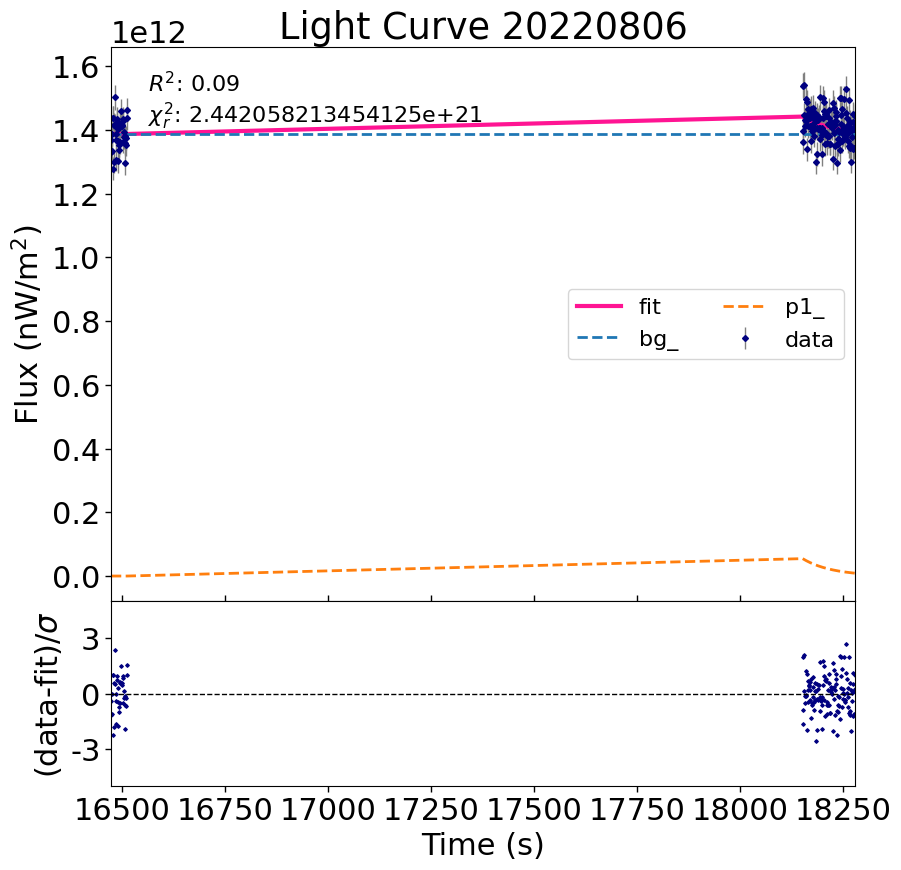 Light Curve 20220806
1e12
R²: 0.09
χ²ᵣ: 2.442058213454125e+21
1.6
1.4
1.2
1.0
0.8
0.6
0.4
0.2
0.0
Flux (nW/m²)
fit
bg_
p1_
data
3
0
-3
(data-fit)/σ
16500 16750 17000 17250 17500 17750 18000 18250
Time (s)